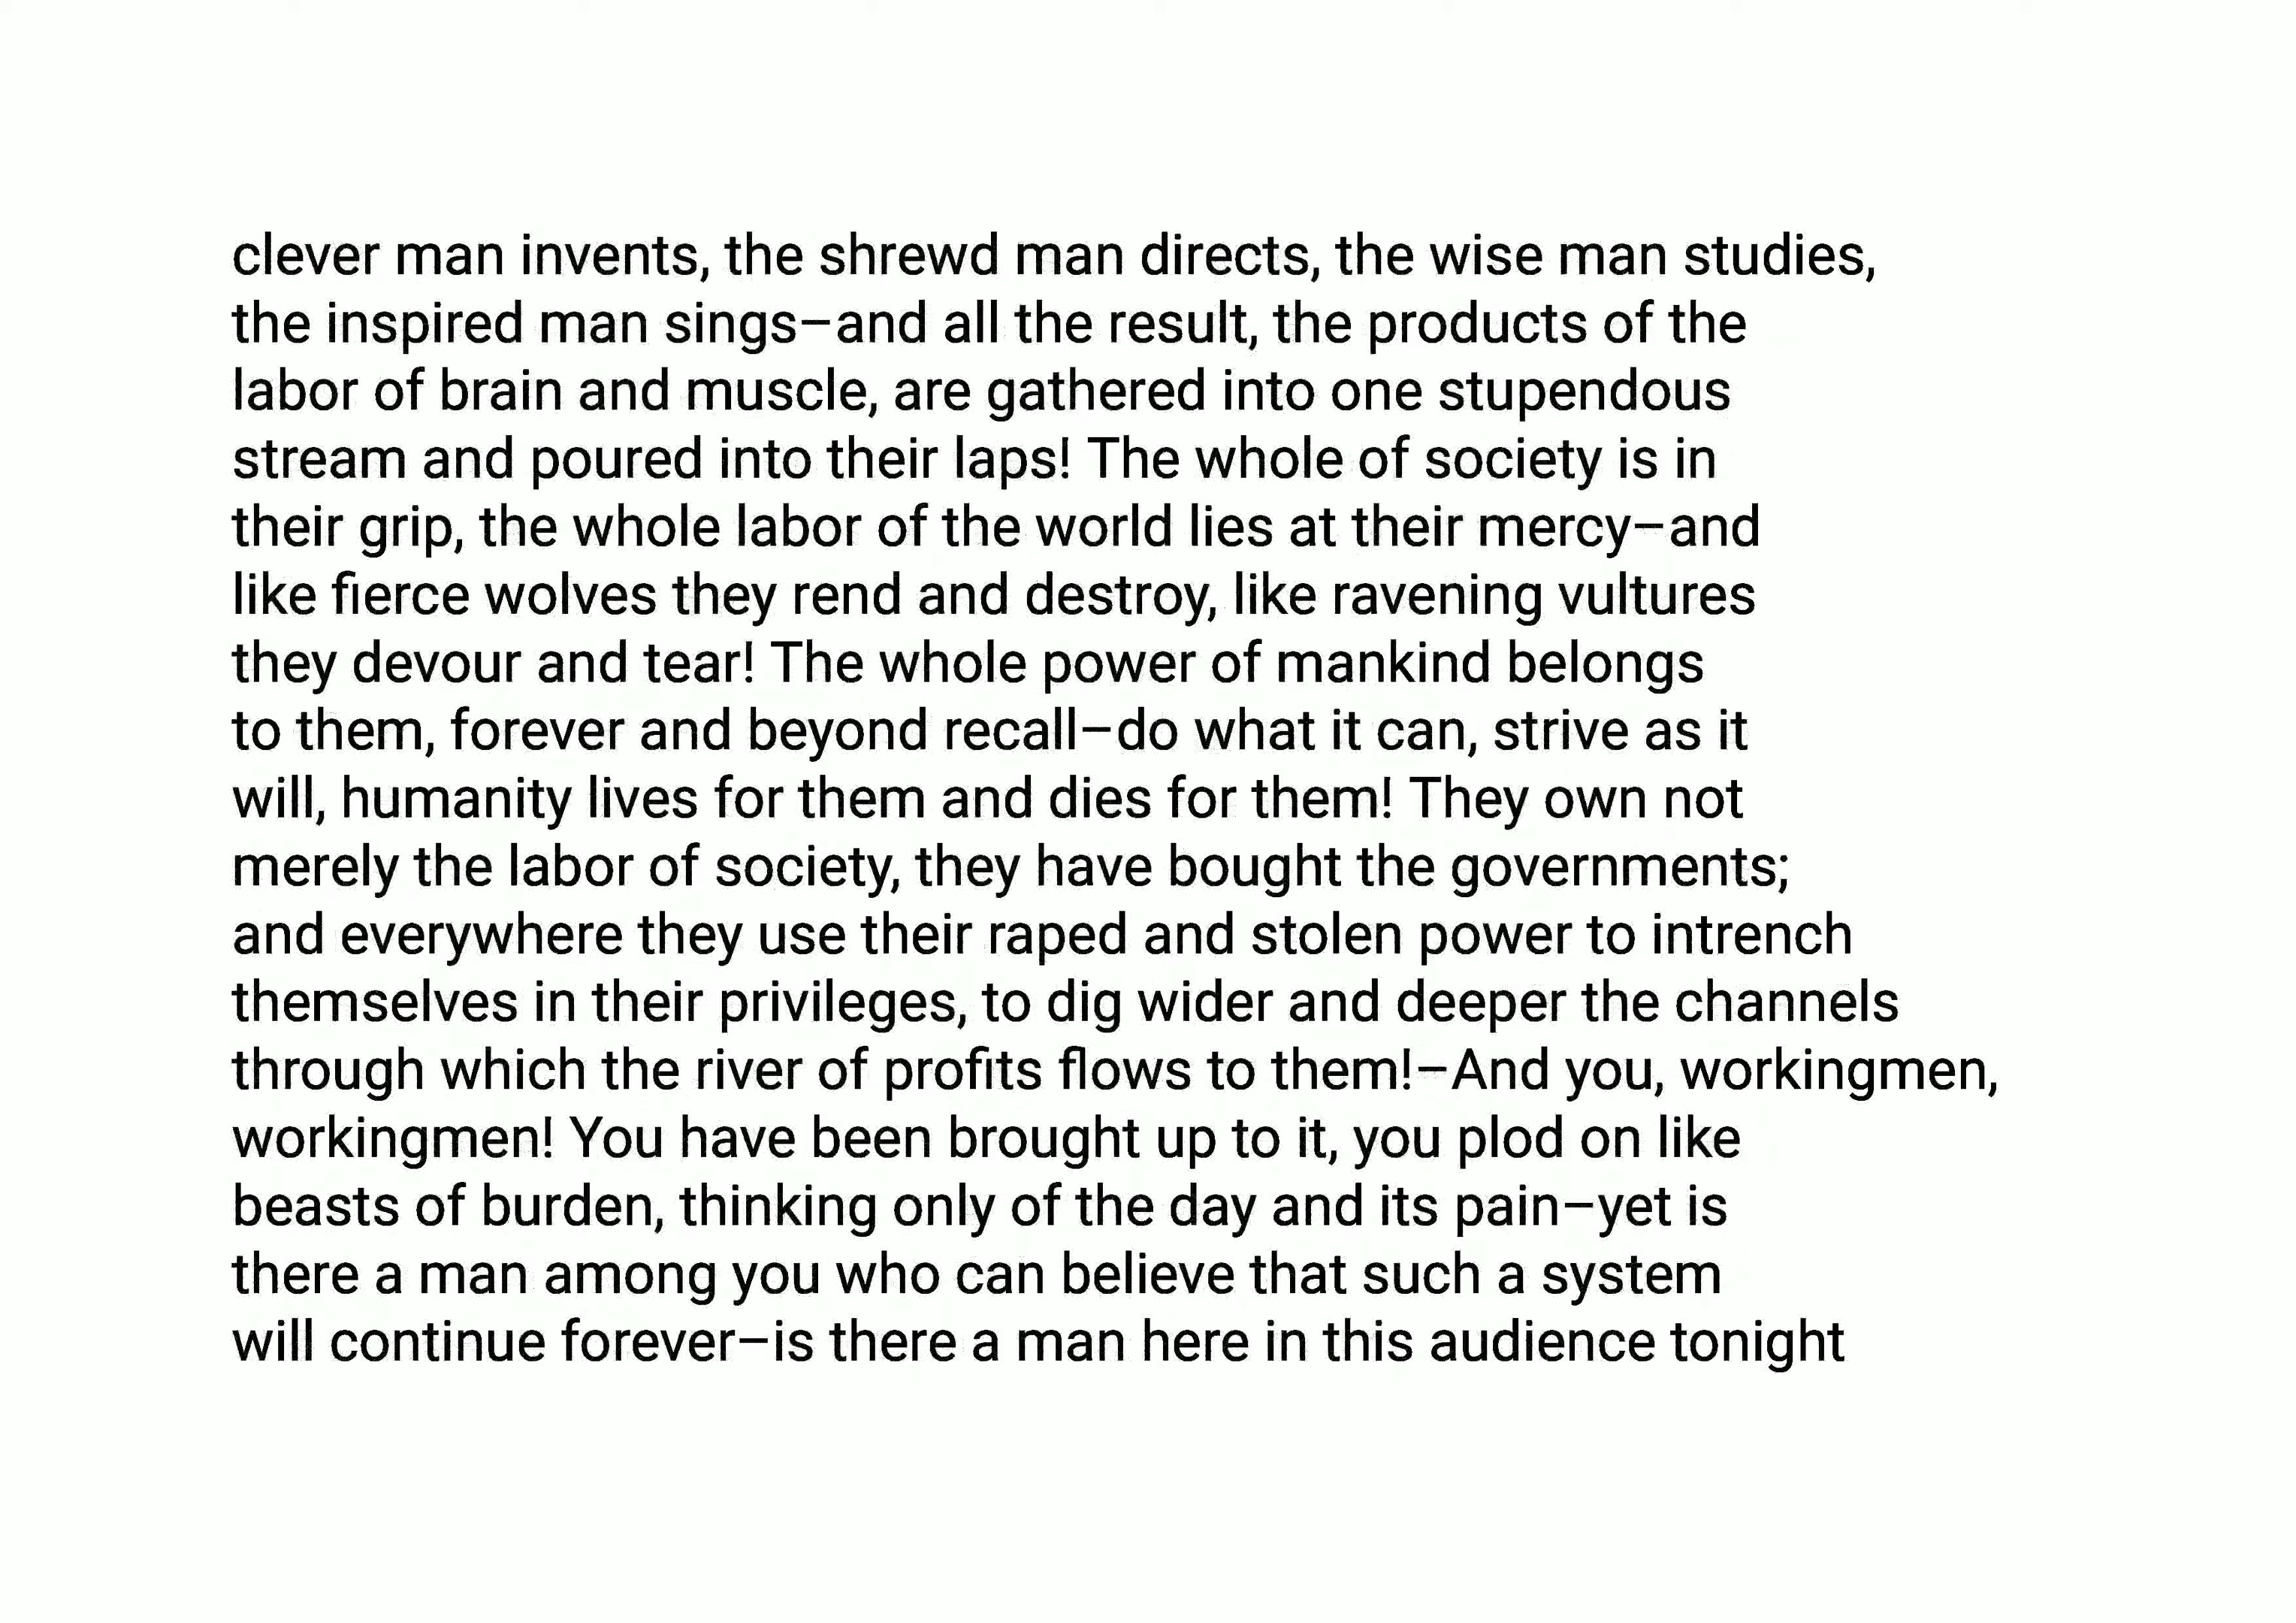 clever man invents, the shrewd man directs, the wise man studies,
the inspired man sings—and all the result, the products of the
labor of brain and muscle, are gathered into one stupendous
stream and poured into their laps! The whole of society is in
their grip, the whole labor of the world lies at their mercy—and
like fierce wolves they rend and destroy, like ravening vultures
they devour and tear! The whole power of mankind belongs
to them, forever and beyond recall—do what it can, strive as it
will, humanity lives for them and dies for them! They own not
merely the labor of society, they have bought the governments;
and everywhere they use their raped and stolen power to intrench
themselves in their privileges, to dig wider and deeper the channels
through which the river of profits flows to them!—And you, workingmen,
workingmen! You have been brought up to it, you plod on like
beasts of burden, thinking only of the day and its pain—yet is
there a man among you who can believe that such a system
will continue forever—is there a man here in this audience tonight